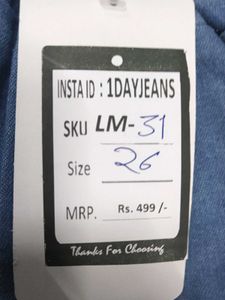 INSTA ID : 1DAYJEANS
SKU LM-31
Size 26
MRP. Rs. 499 /-
Thanks For Choosing